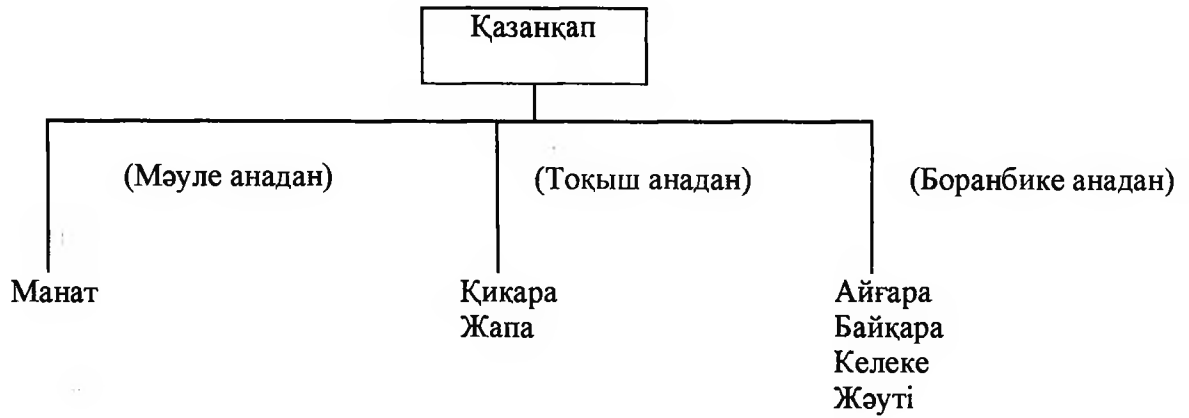 Қазанқап
(Мәуле анадан) (Тоқыш анадан) (Боранбике анадан)
Манат Қикара Айғара
Жапа Байқара
Келеке
Жәуті